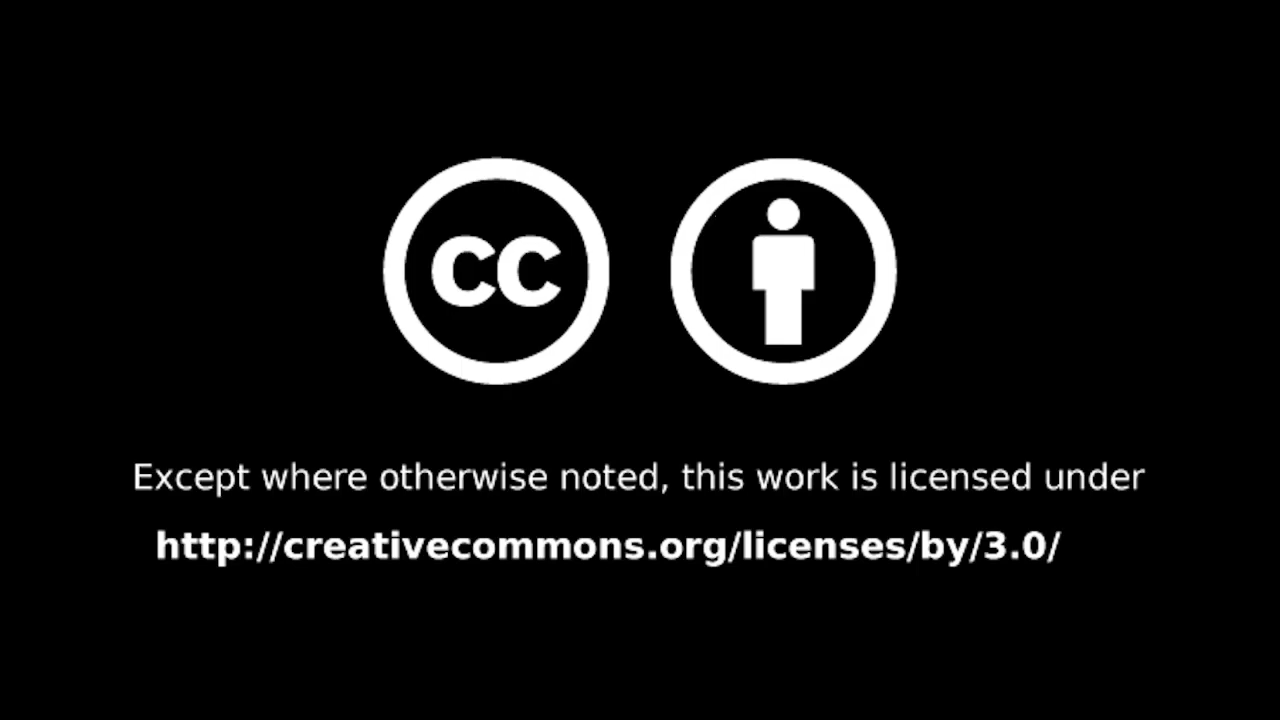 cc
Except where otherwise noted, this work is licensed under
http://creativecommons.org/licenses/by/3.0/